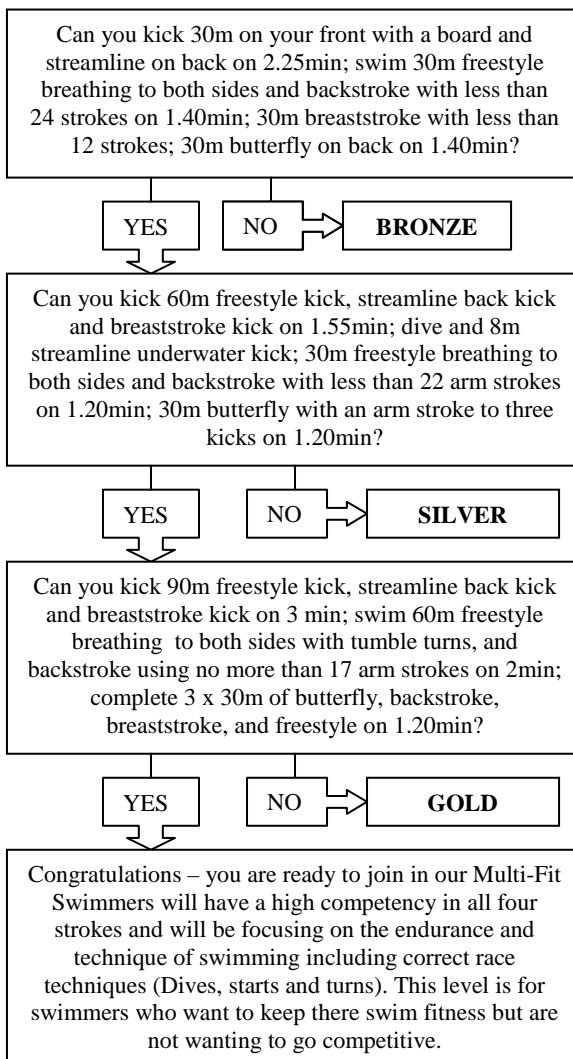 Can you kick 30m on your front with a board and
streamline on back on 2.25min; swim 30m freestyle
breathing to both sides and backstroke with less than
24 strokes on 1.40min; 30m breaststroke with less than
12 strokes; 30m butterfly on back on 1.40min?
YES
NO
BRONZE
Can you kick 60m freestyle kick, streamline back kick
and breaststroke kick on 1.55min; dive and 8m
streamline underwater kick; 30m freestyle breathing to
both sides and backstroke with less than 22 arm strokes
on 1.20min; 30m butterfly with an arm stroke to three
kicks on 1.20min?
YES
NO
SILVER
Can you kick 90m freestyle kick, streamline back kick
and breaststroke kick on 3 min; swim 60m freestyle
breathing to both sides with tumble turns, and
backstroke using no more than 17 arm strokes on 2min;
complete 3 x 30m of butterfly, backstroke,
breaststroke, and freestyle on 1.20min?
YES
NO
GOLD
Congratulations – you are ready to join in our Multi-Fit
Swimmers will have a high competency in all four
strokes and will be focusing on the endurance and
technique of swimming including correct race
techniques (Dives, starts and turns). This level is for
swimmers who want to keep there swim fitness but are
not wanting to go competitive.